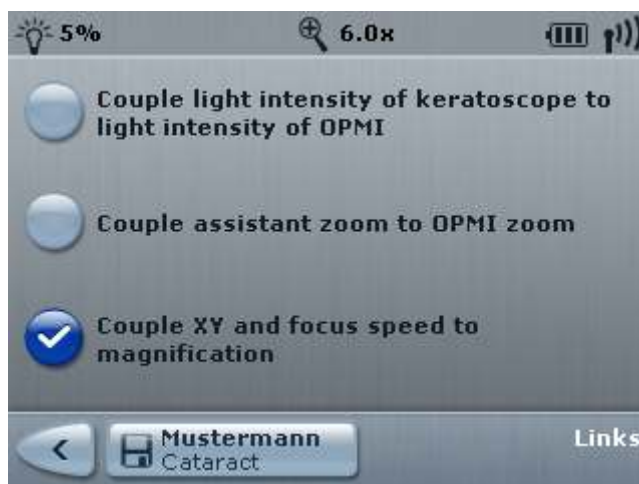 5% 6.0x
Couple light intensity of keratoscope to
light intensity of OPMI
Couple assistant zoom to OPMI zoom
Couple XY and focus speed to
magnification
Mustermann
Cataract
Links